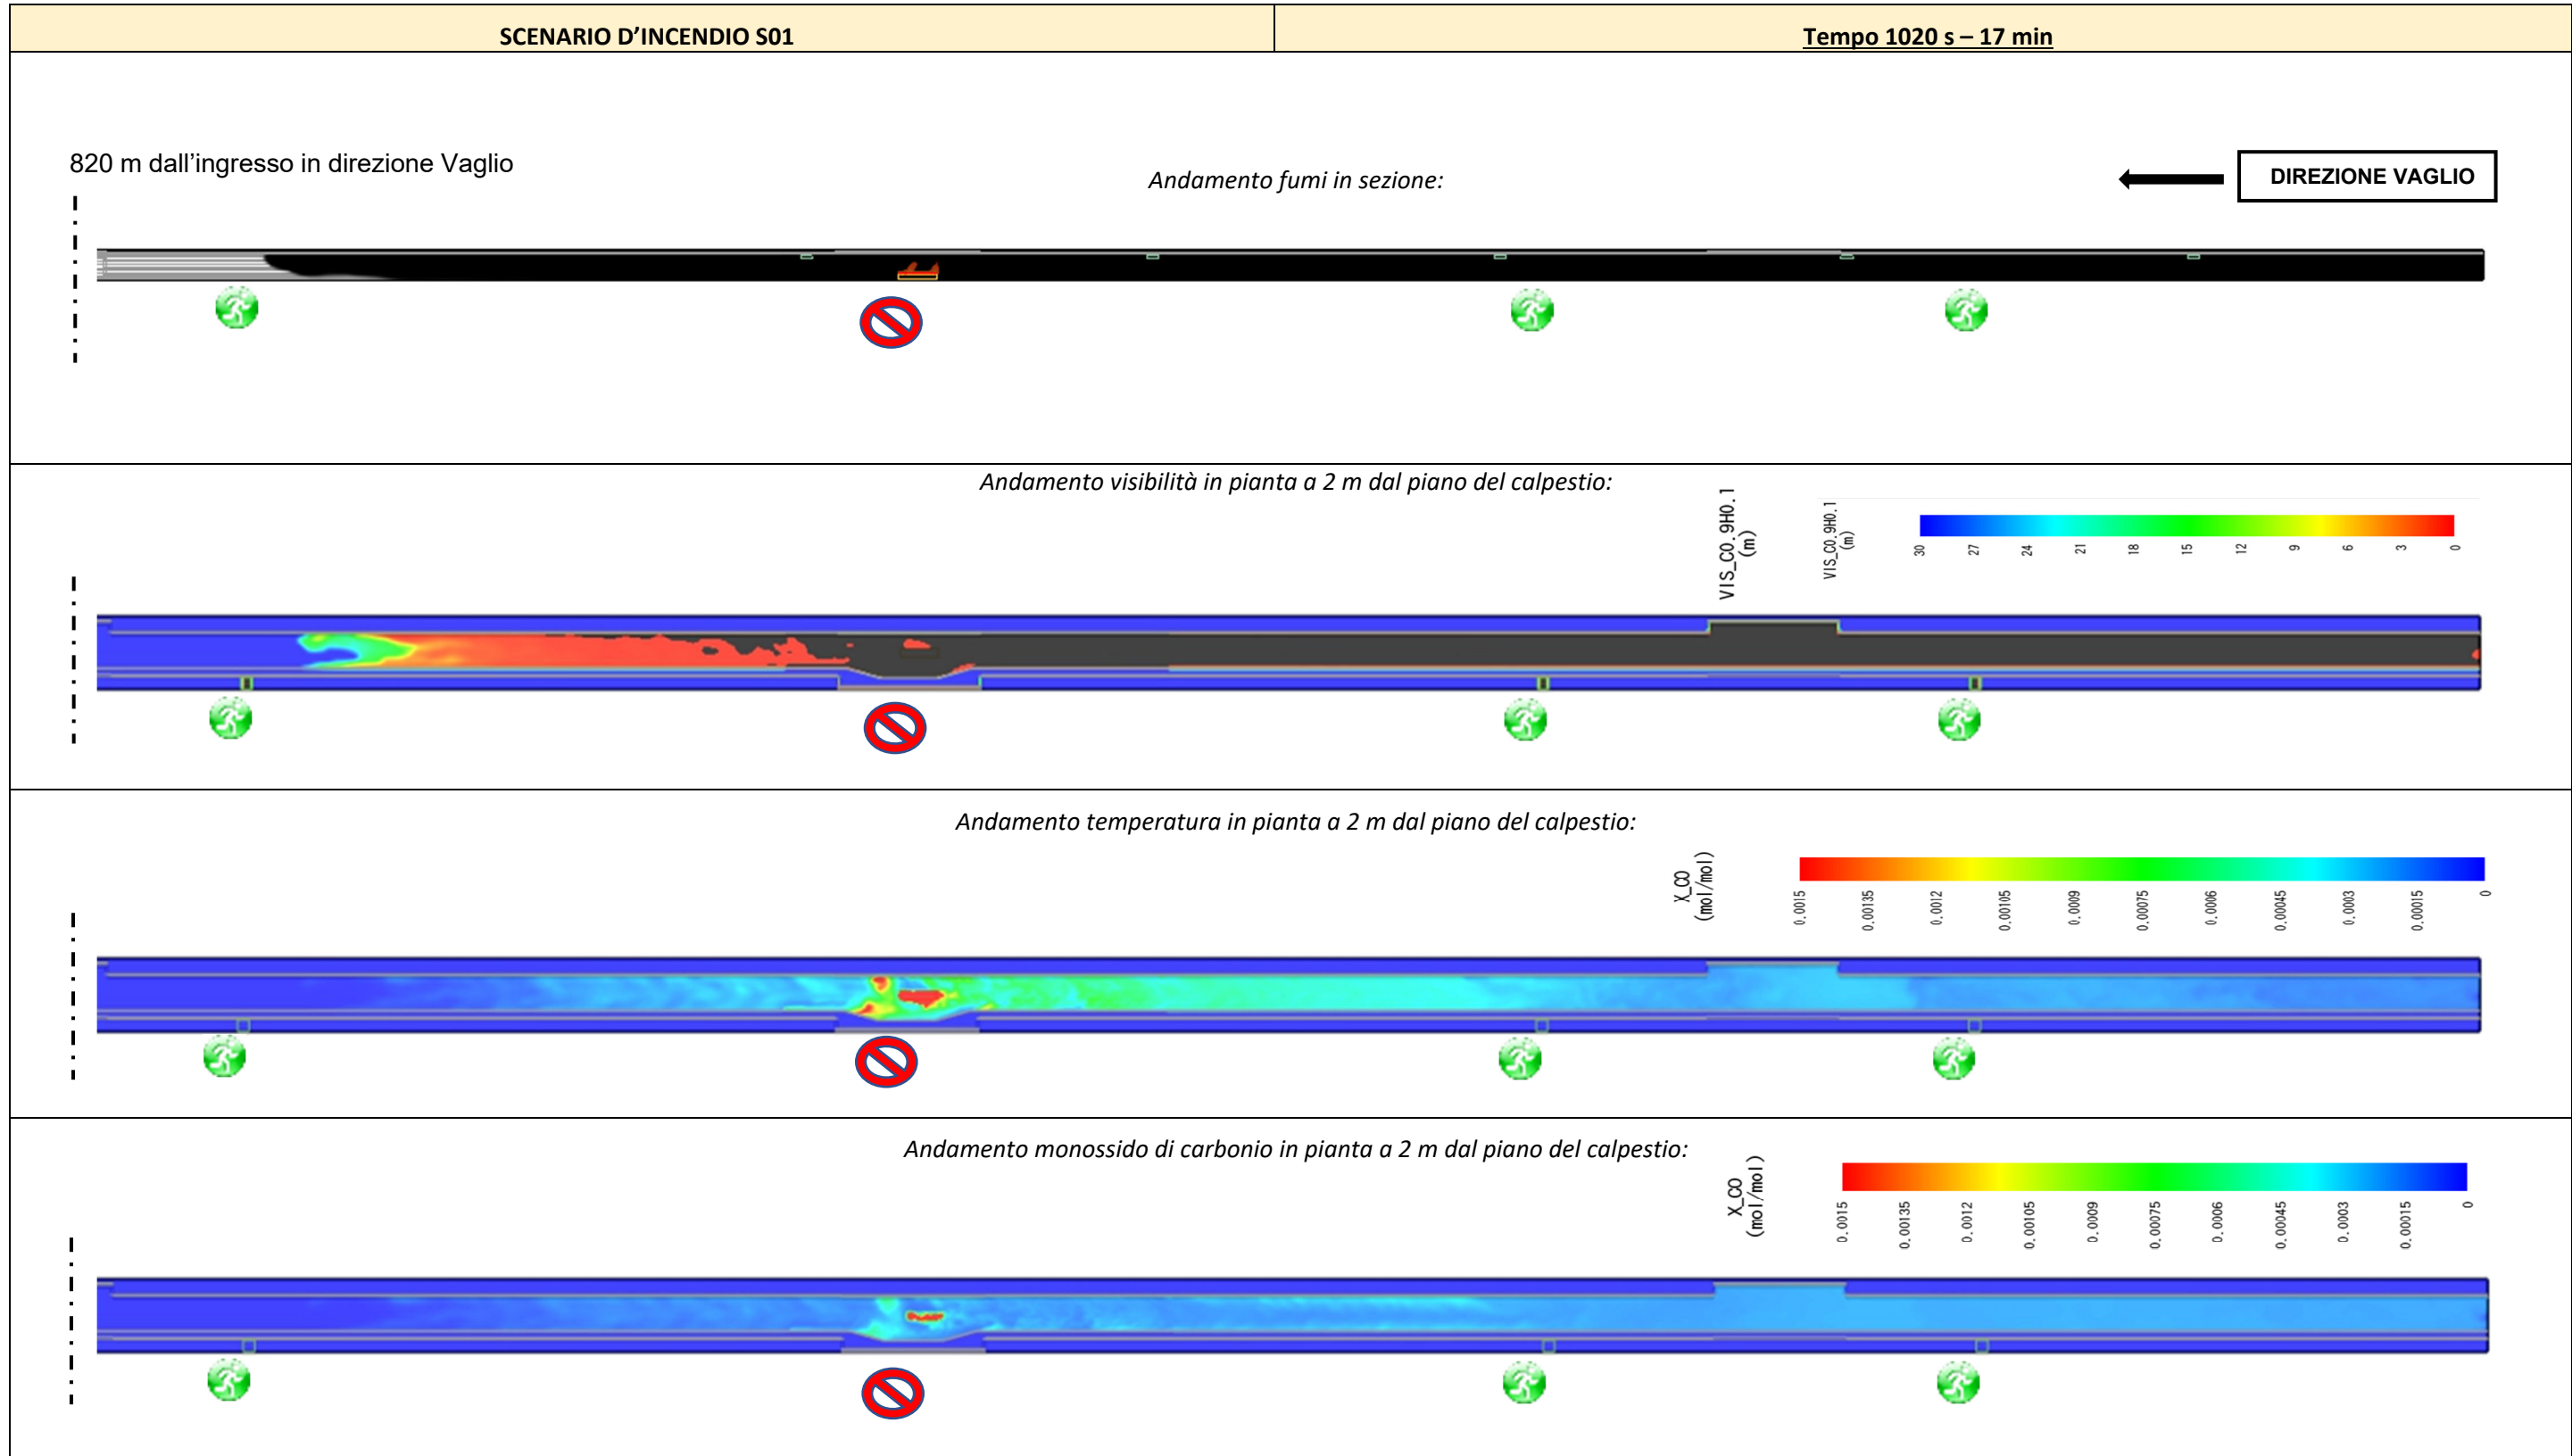 SCENARIO D’INCENDIO S01
Tempo 1020 s – 17 min
820 m dall’ingresso in direzione Vaglio
Andamento fumi in sezione:
DIREZIONE VAGLIO
Andamento visibilità in pianta a 2 m dal piano del calpestio:
VIS_C0.9H0.1
(m)
VIS_C0.9H0.1
(m)
30
27
24
21
18
15
12
9
6
3
0
Andamento temperatura in pianta a 2 m dal piano del calpestio:
X_CO
(mol/mol)
0.0015
0.00135
0.0012
0.00105
0.0009
0.00075
0.0006
0.00045
0.0003
0.00015
0
Andamento monossido di carbonio in pianta a 2 m dal piano del calpestio:
X_CO
(mol/mol)
0.0015
0.00135
0.0012
0.00105
0.0009
0.00075
0.0006
0.00045
0.0003
0.00015
0